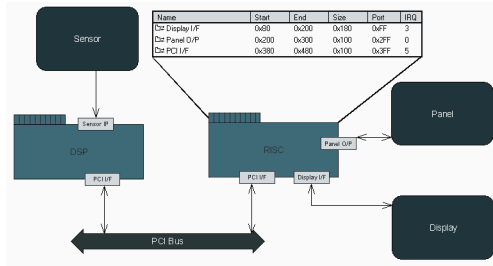 Name Start End Size Port IRQ
Display I/F 0x80 0x200 0x180 0xFF 3
Panel O/P 0x200 0x300 0x100 0x2FF 0
PCI I/F 0x380 0x480 0x100 0x3FF 5
Sensor
Sensor IP
DSP
PCI I/F
RISC
Panel O/P
PCI I/F
Display I/F
Panel
Display
PCI Bus